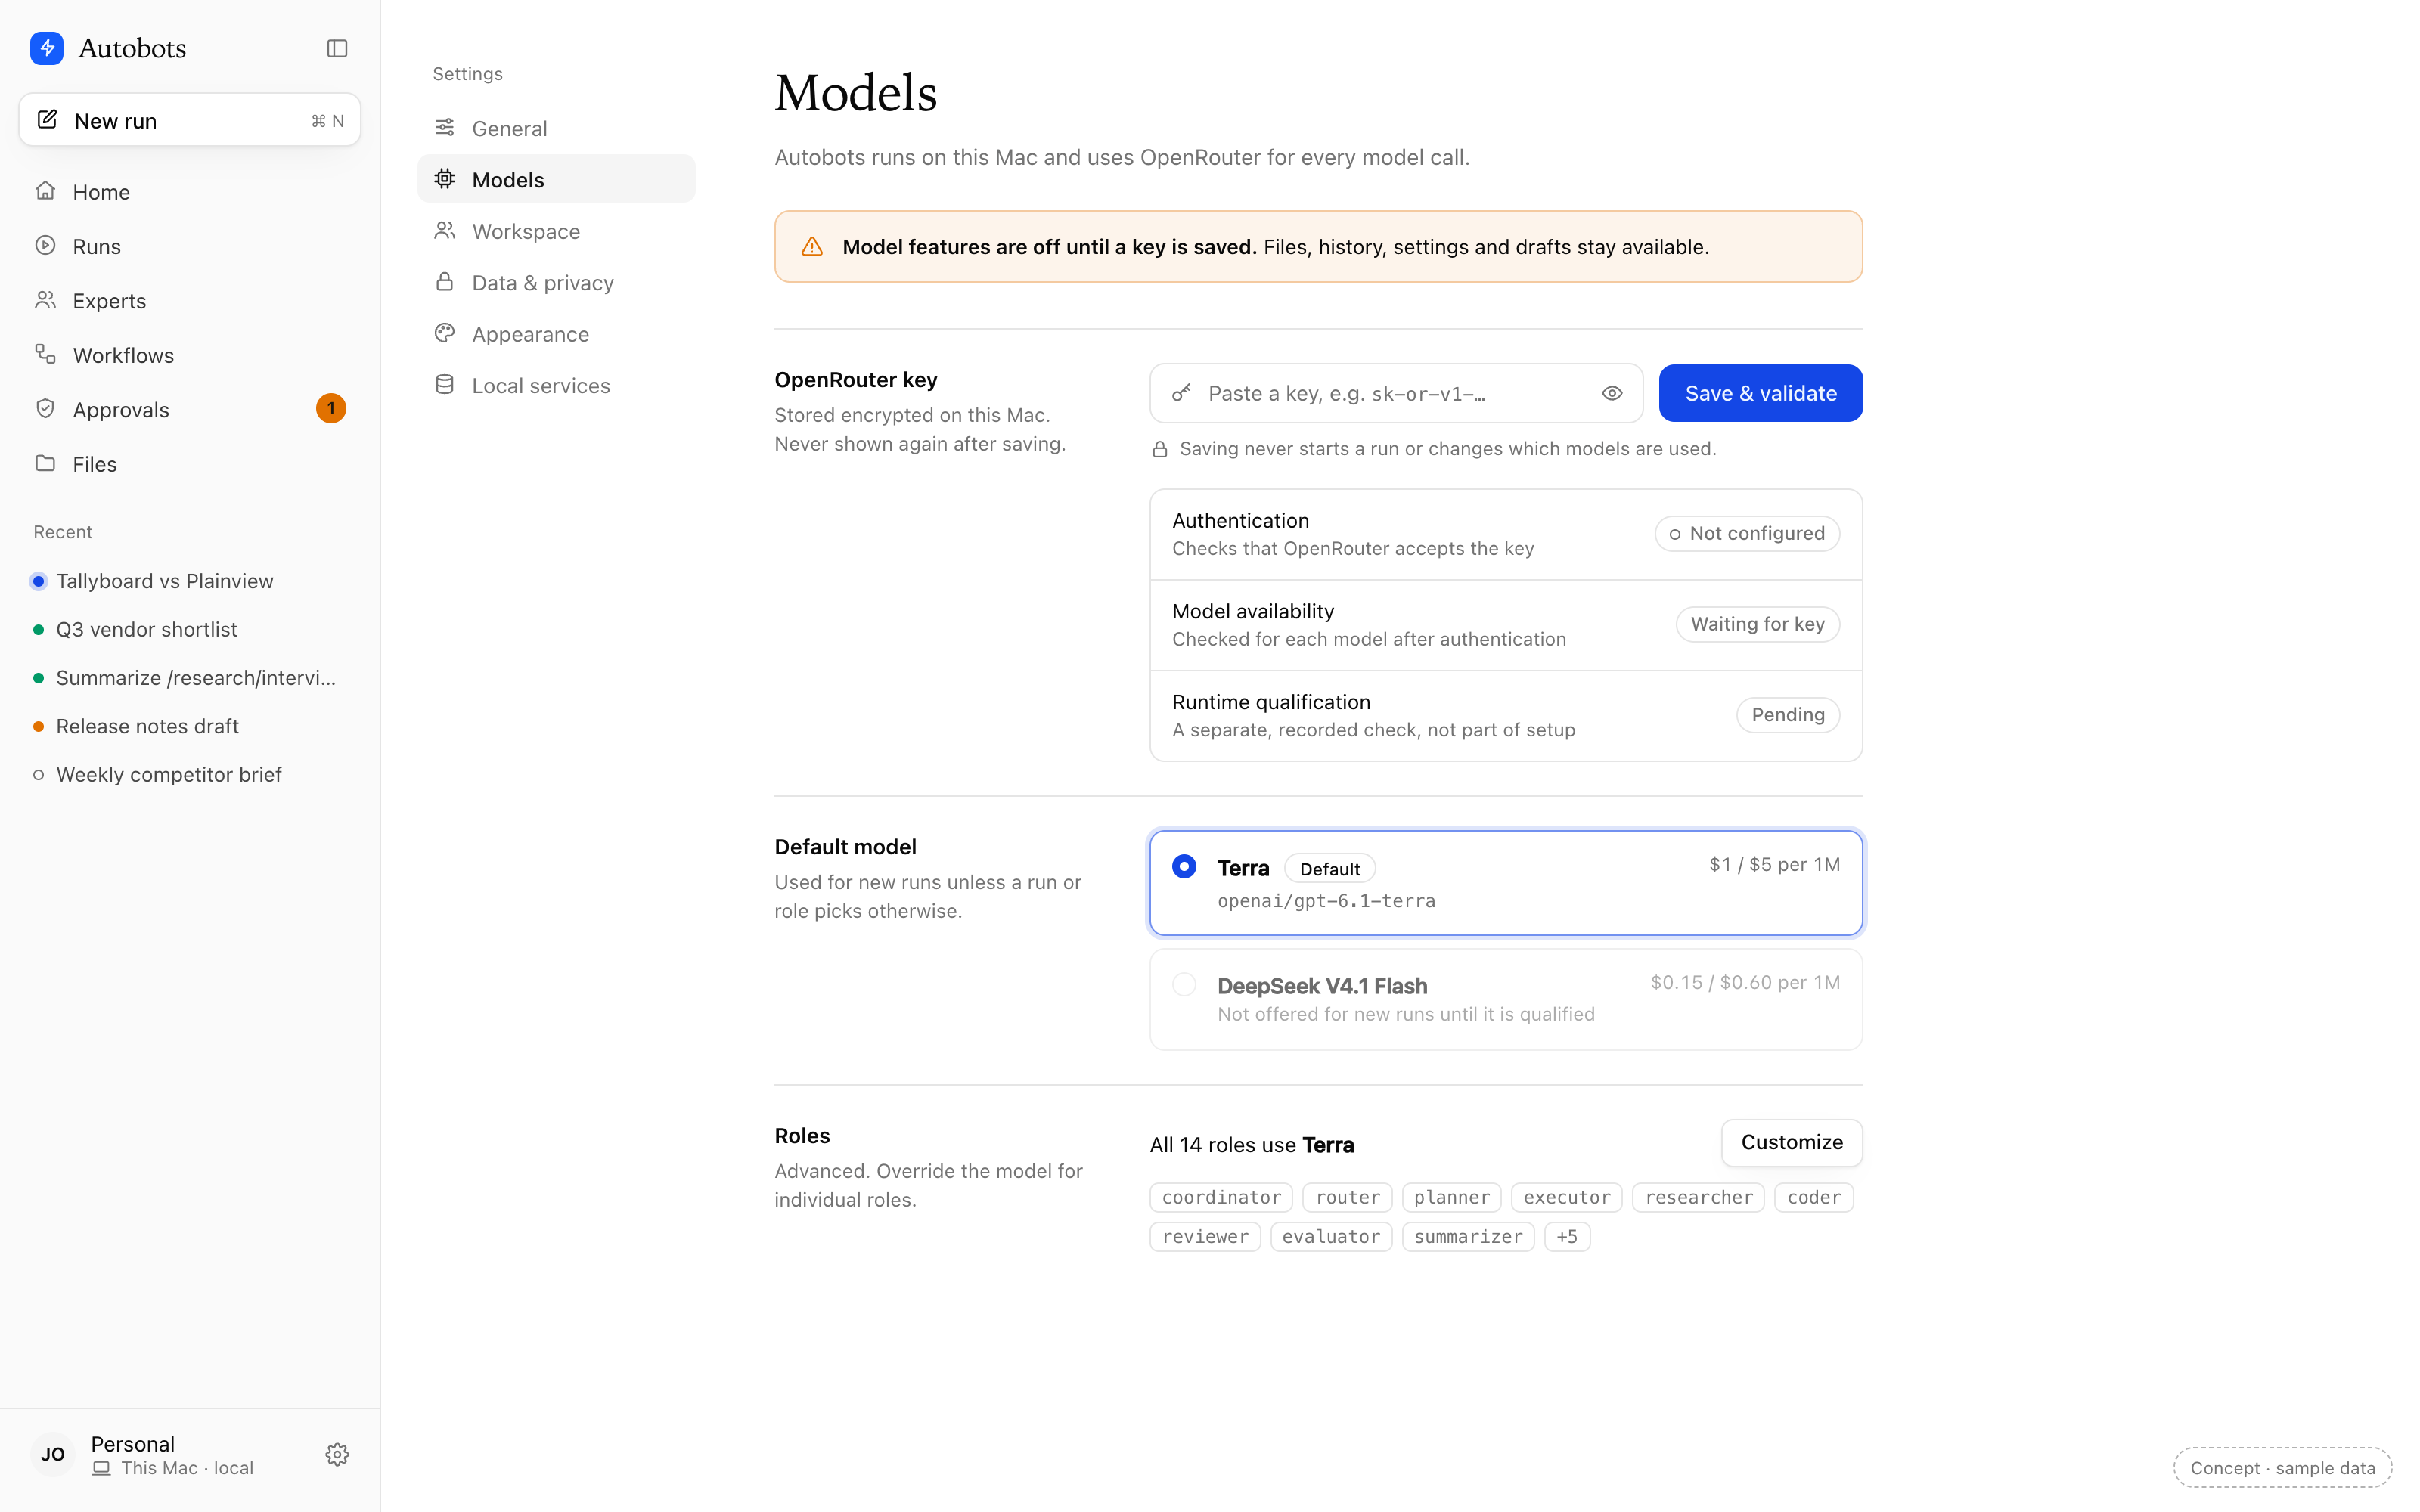 Autobots
New run
⌘ N
Home
Runs
Experts
Workflows
Approvals
1
Files
Recent
Tallyboard vs Plainview
Q3 vendor shortlist
Summarize /research/intervi...
Release notes draft
Weekly competitor brief
JO
Personal
This Mac · local
Settings
General
Models
Workspace
Data & privacy
Appearance
Local services
Models
Autobots runs on this Mac and uses OpenRouter for every model call.
Model features are off until a key is saved. Files, history, settings and drafts stay available.
OpenRouter key
Stored encrypted on this Mac.
Never shown again after saving.
Paste a key, e.g. sk-or-v1-…
Save & validate
Saving never starts a run or changes which models are used.
Authentication
Checks that OpenRouter accepts the key
Not configured
Model availability
Checked for each model after authentication
Waiting for key
Runtime qualification
A separate, recorded check, not part of setup
Pending
Default model
Used for new runs unless a run or
role picks otherwise.
Terra
Default
$1 / $5 per 1M
openai/gpt-6.1-terra
DeepSeek V4.1 Flash
$0.15 / $0.60 per 1M
Not offered for new runs until it is qualified
Roles
Advanced. Override the model for
individual roles.
All 14 roles use Terra
Customize
coordinator router planner executor researcher coder
reviewer evaluator summarizer +5
Concept · sample data